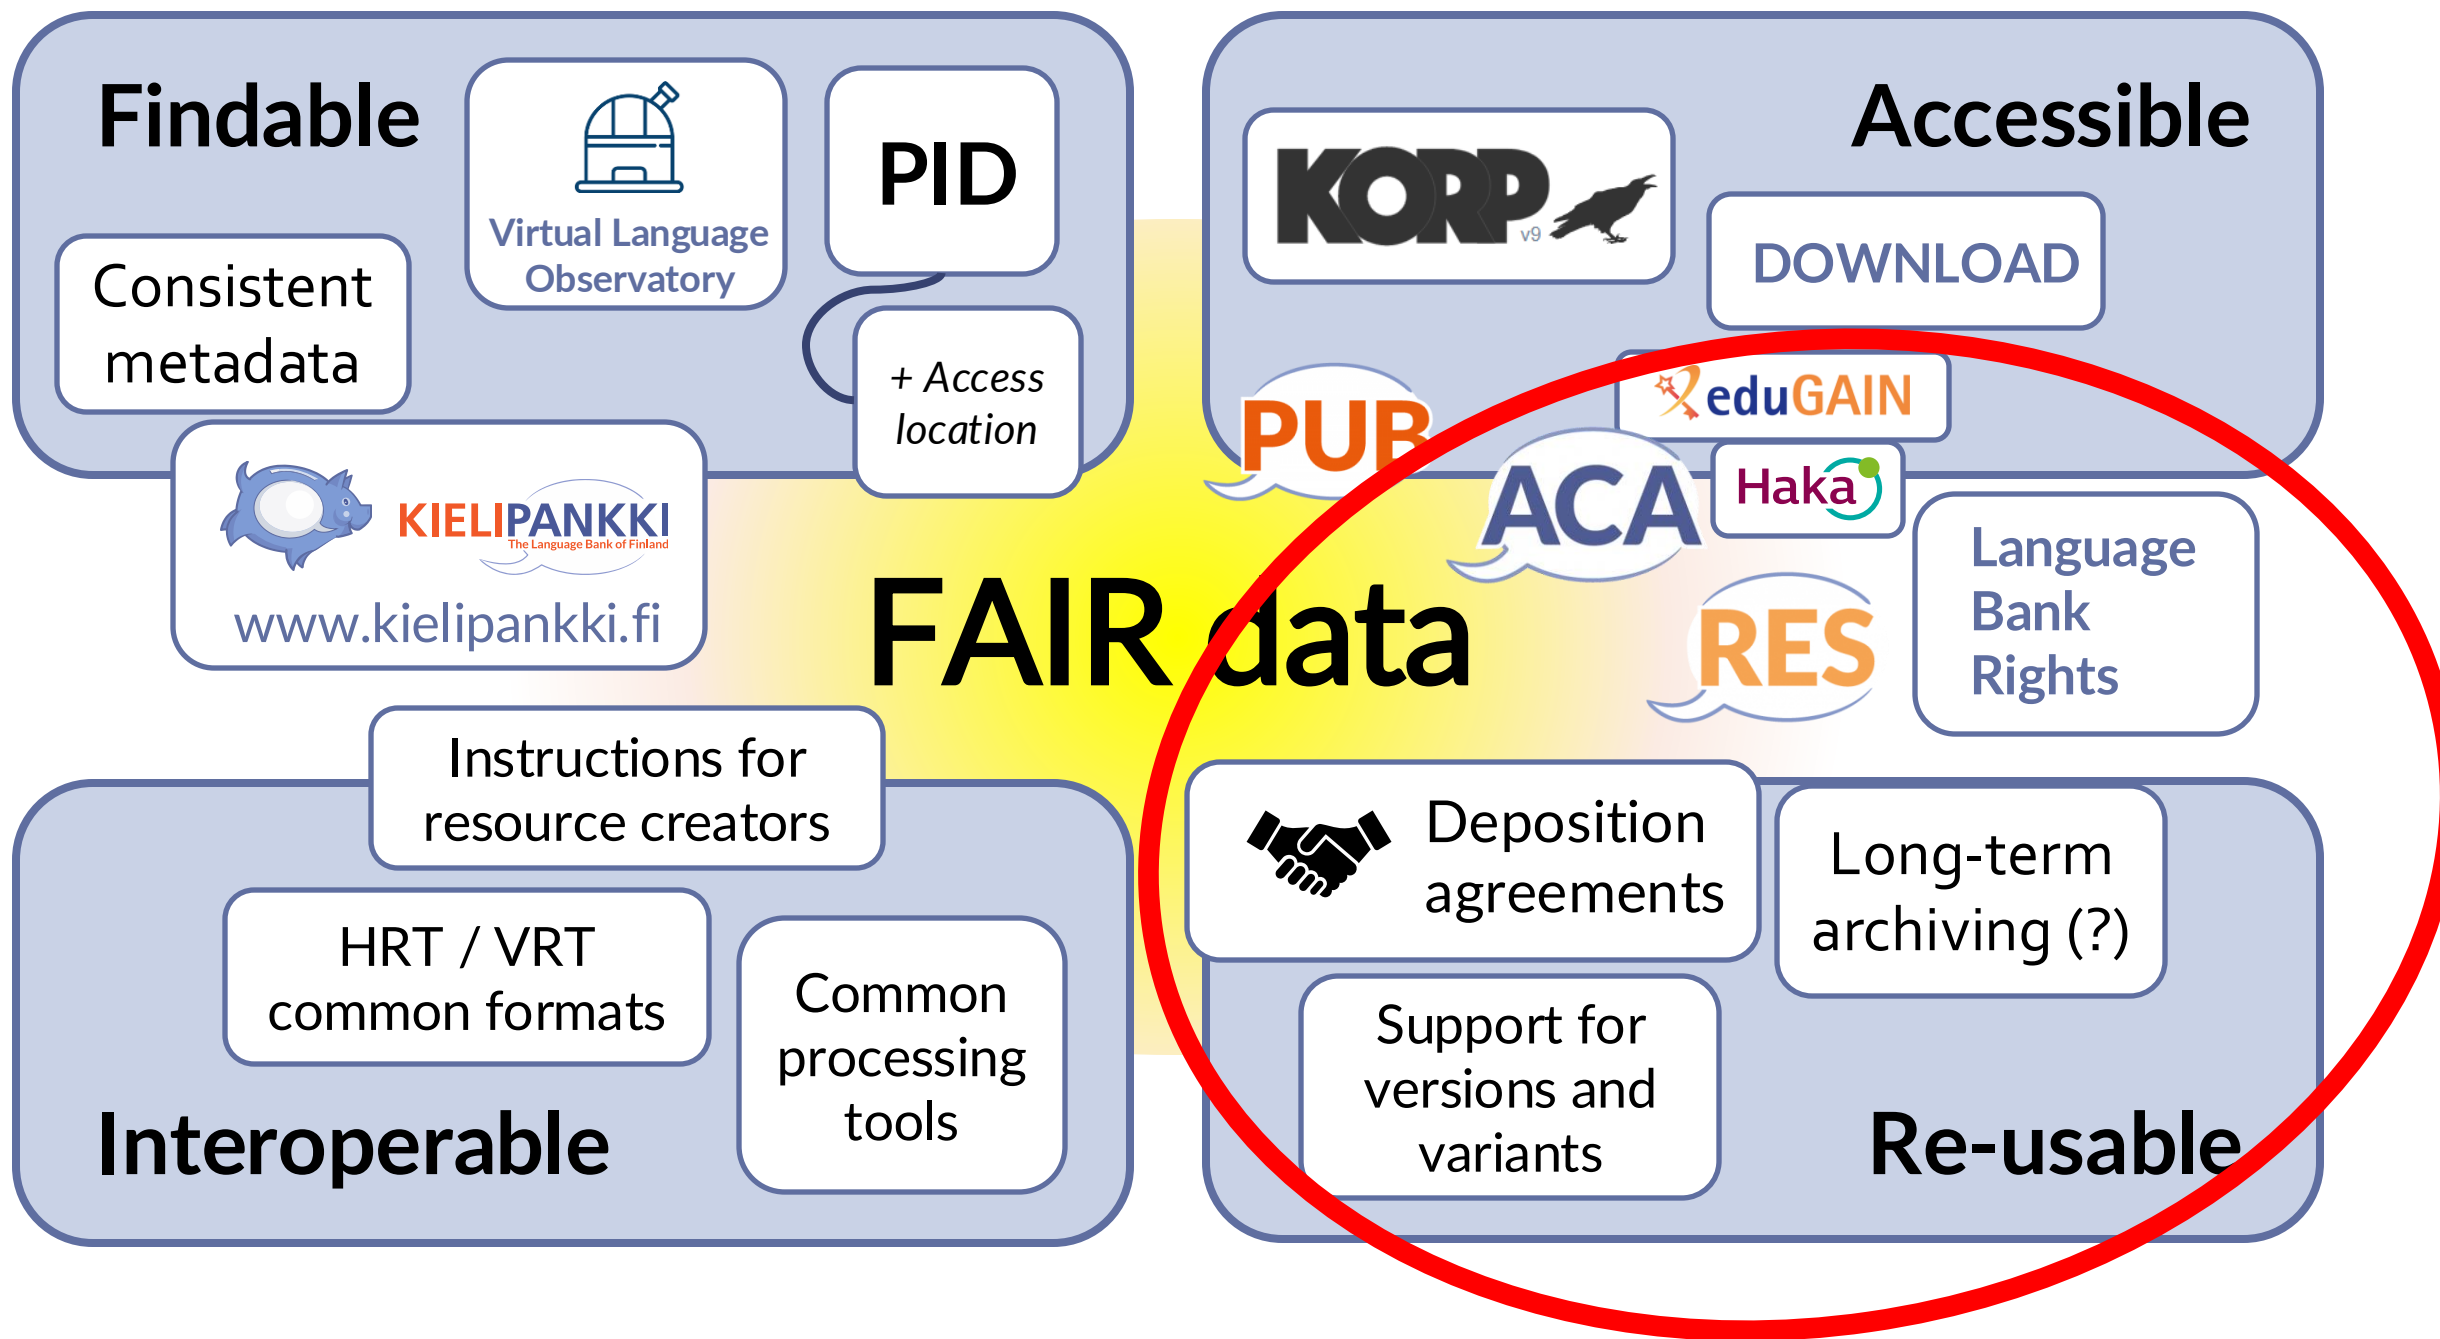 Findable
Virtual Language
Observatory
PID
Consistent
metadata
+ Access
location
KIELIPANKKI
The Language Bank of Finland
www.kielipankki.fi
Accessible
KORP
v9
DOWNLOAD
eduGAIN
PUB
ACA
Haka
RES
Language
Bank
Rights
FAIR data
Instructions for
resource creators
HRT / VRT
common formats
Common
processing
tools
Interoperable
Deposition
agreements
Long-term
archiving (?)
Support for
versions and
variants
Re-usable